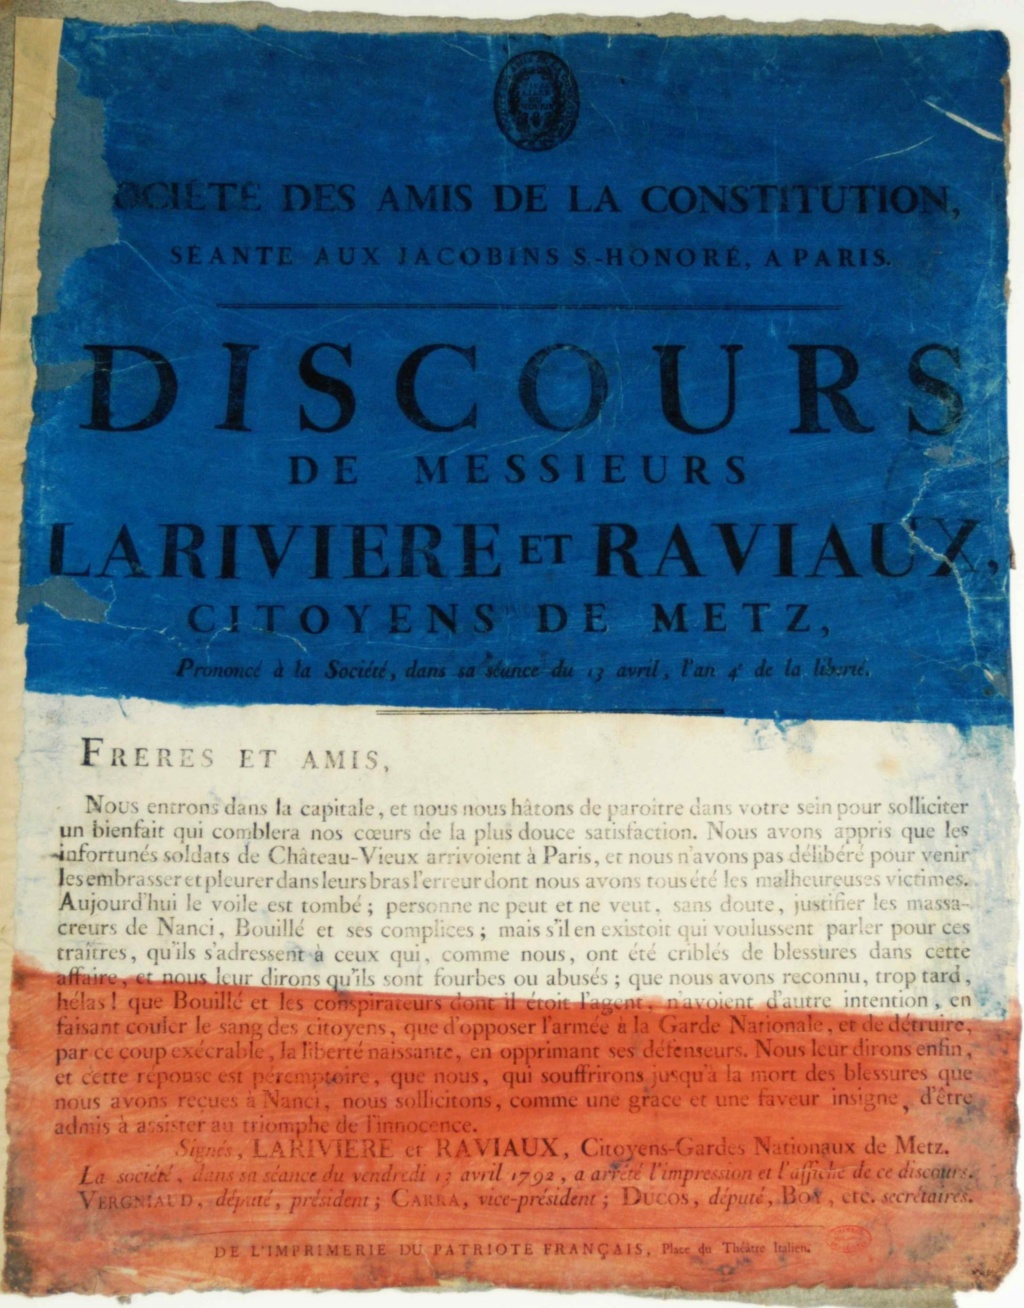 SOCIÉTÉ DES AMIS DE LA CONSTITUTION,
SÉANTE AUX JACOBINS S.-HONORÉ, A PARIS.
DISCOURS
DE MESSIEURS
LARIVIERE ET RAVIAUX,
CITOYENS DE METZ,
Prononcé à la Société, dans sa séance du 13 avril, l'an 4e de la liberté.
FRERES ET AMIS,
Nous entrons dans la capitale, et nous nous hâtons de paroitre dans votre sein pour solliciter
un bienfait qui comblera nos cœurs de la plus douce satisfaction. Nous avons appris que les
infortunés soldats de Château-Vieux arrivoient à Paris, et nous n'avons pas délibéré pour venir
les embrasser et pleurer dans leurs bras l'erreur dont nous avons tous été les malheureuses victimes.
Aujourd'hui le voile est tombé ; personne ne peut et ne veut, sans doute, justifier les massa-
creurs de Nanci, Bouillé et ses complices ; mais s'il en existoit qui voulussent parler pour ces
traîtres, qu'ils s'adressent à ceux qui, comme nous, ont été criblés de blessures dans cette
affaire, et nous leur dirons qu'ils sont fourbes ou abusés ; que nous avons reconnu, trop tard,
hélas ! que Bouillé et les conspirateurs dont il étoit l'agent, n'avoient d'autre intention, en
faisant couler le sang des citoyens, que d'opposer l'armée à la Garde Nationale, et de détruire,
par ce coup exécrable, la liberté naissante, en opprimant ses défenseurs. Nous leur dirons enfin,
et cette réponse est péremptoire, que nous, qui souffrirons jusqu'à la mort des blessures que
nous avons reçues à Nanci, nous sollicitons, comme une grace et une faveur insigne, d'être
admis à assister au triomphe de l'innocence.
Signés, LARIVIERE et RAVIAUX, Citoyens-Gardes Nationaux de Metz.
La société, dans sa séance du vendredi 13 avril 1792, a arrêté l'impression et l'affiche de ce discours.
VERGNIAUD, député, président ; CARRA, vice-président ; DUCOS, député, BOY, etc. secrétaires.
DE L'IMPRIMERIE DU PATRIOTE FRANÇAIS, Place du Théâtre Italien.